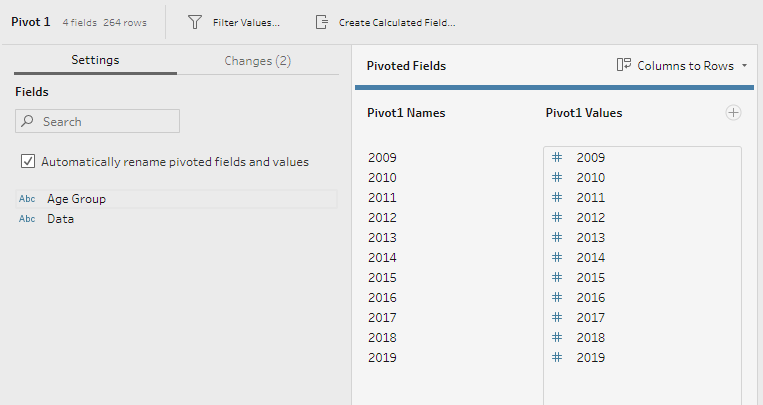 Pivot 1 4 fields 264 rows Filter Values... Create Calculated Field...
Settings Changes (2)
Fields
Search
Automatically rename pivoted fields and values
Abc Age Group
Abc Data
Pivoted Fields Columns to Rows
Pivot1 Names Pivot1 Values
2009 # 2009
2010 # 2010
2011 # 2011
2012 # 2012
2013 # 2013
2014 # 2014
2015 # 2015
2016 # 2016
2017 # 2017
2018 # 2018
2019 # 2019